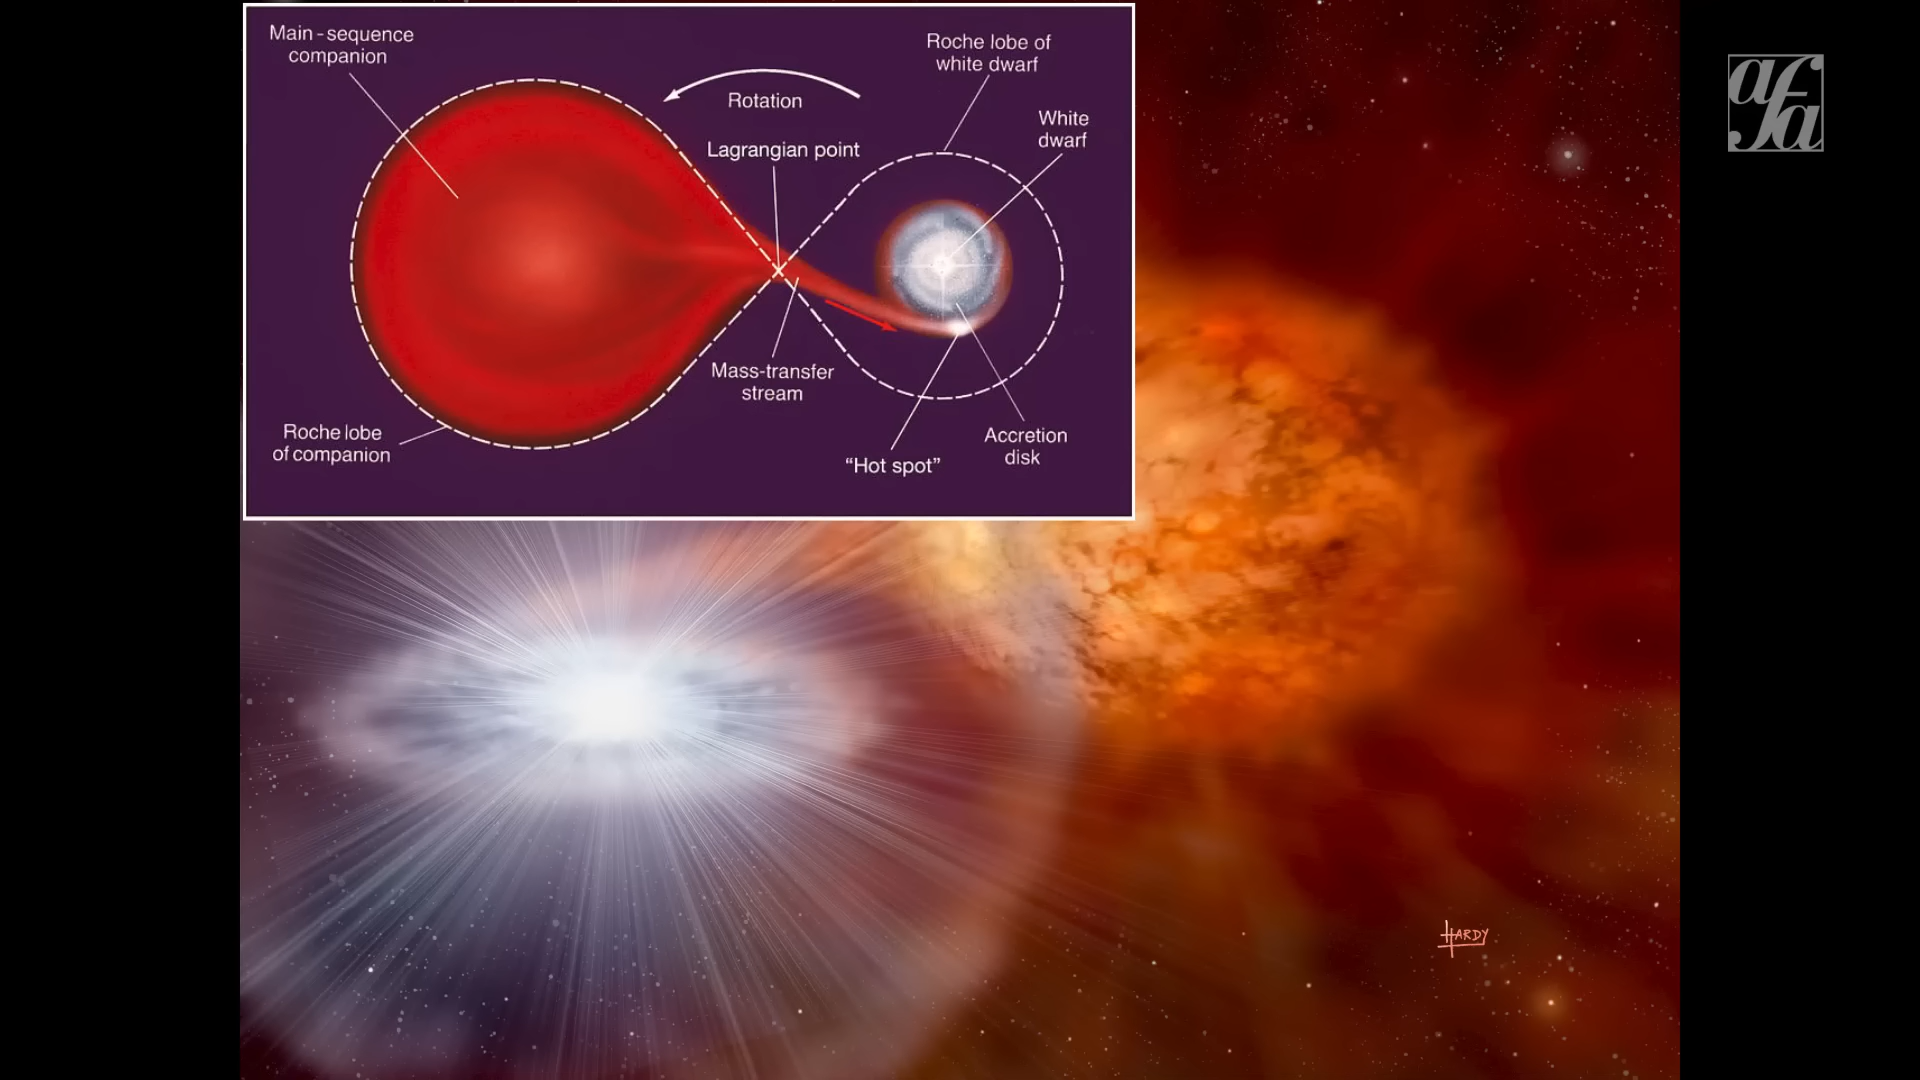 Main-sequence
companion
Rotation
Lagrangian point
Roche lobe of
white dwarf
White
dwarf
Mass-transfer
stream
Roche lobe
of companion
"Hot spot"
Accretion
disk
afa
HARDY